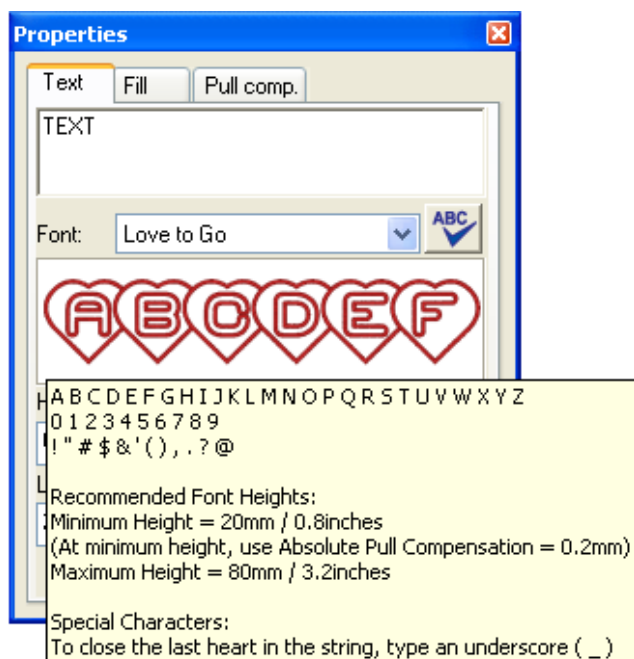 Properties
Text Fill Pull comp.
TEXT
Font: Love to Go ABC
ABCDEF
A B C D E F G H I J K L M N O P Q R S T U V W X Y Z
0 1 2 3 4 5 6 7 8 9
! " # $ & ' ( ) , . ? @
Recommended Font Heights:
Minimum Height = 20mm / 0.8inches
(At minimum height, use Absolute Pull Compensation = 0.2mm)
Maximum Height = 80mm / 3.2inches
Special Characters:
To close the last heart in the string, type an underscore ( _ )